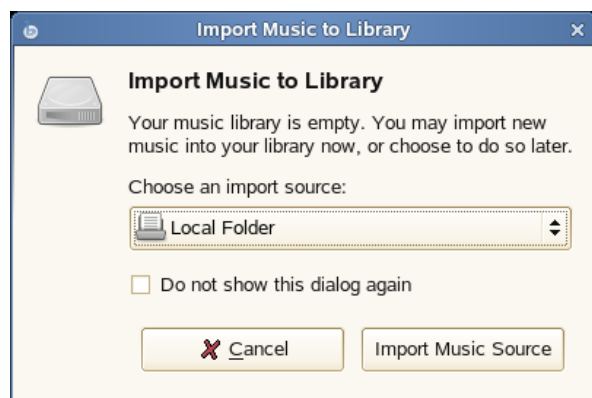 Import Music to Library
Import Music to Library
Your music library is empty. You may import new
music into your library now, or choose to do so later.
Choose an import source:
Local Folder
Do not show this dialog again
Cancel
Import Music Source